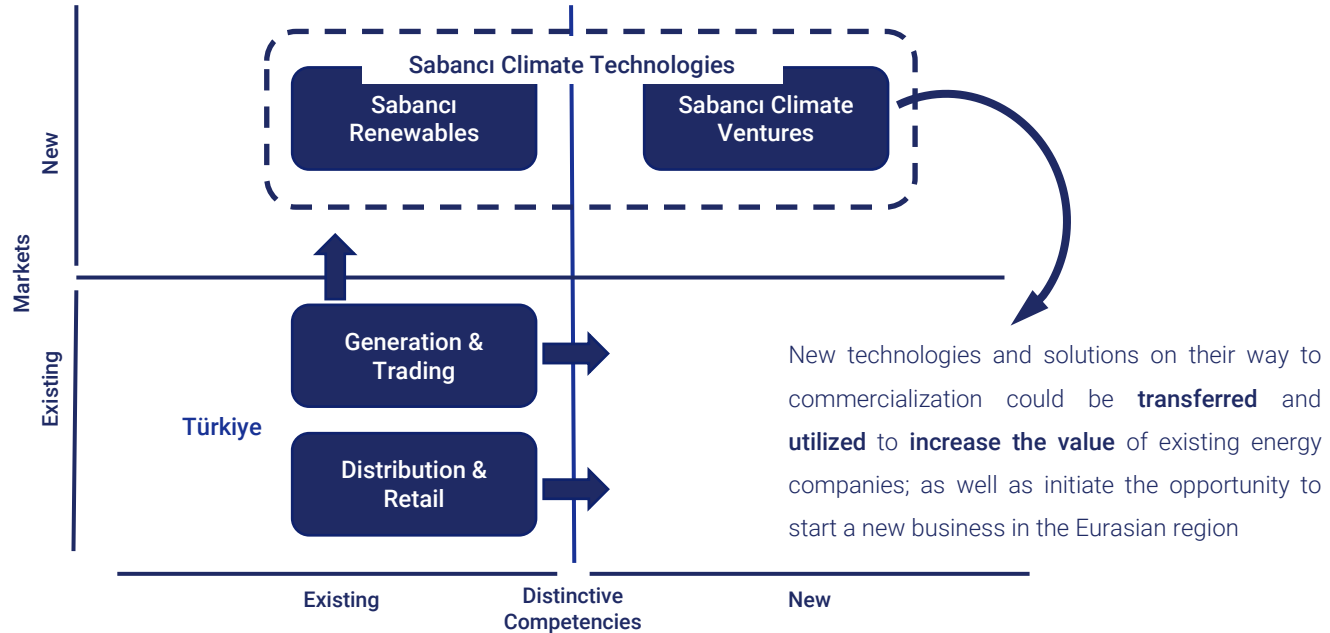 Sabancı Climate Technologies
Sabancı
Renewables
Sabancı Climate
Ventures
New
Markets
Existing
Generation &
Trading
Türkiye
Distribution &
Retail
New technologies and solutions on their way to
commercialization could be transferred and
utilized to increase the value of existing energy
companies; as well as initiate the opportunity to
start a new business in the Eurasian region
Existing
Distinctive
Competencies
New